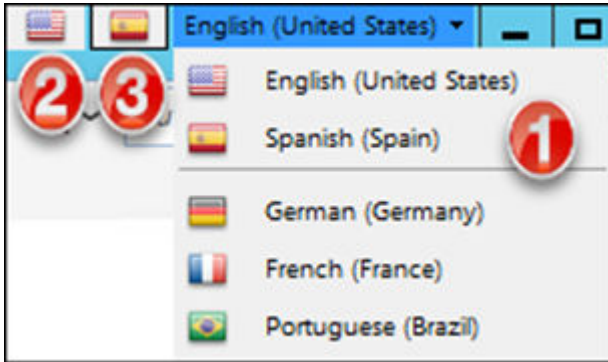 English (United States)
2 3
English (United States)
Spanish (Spain)
1
German (Germany)
French (France)
Portuguese (Brazil)